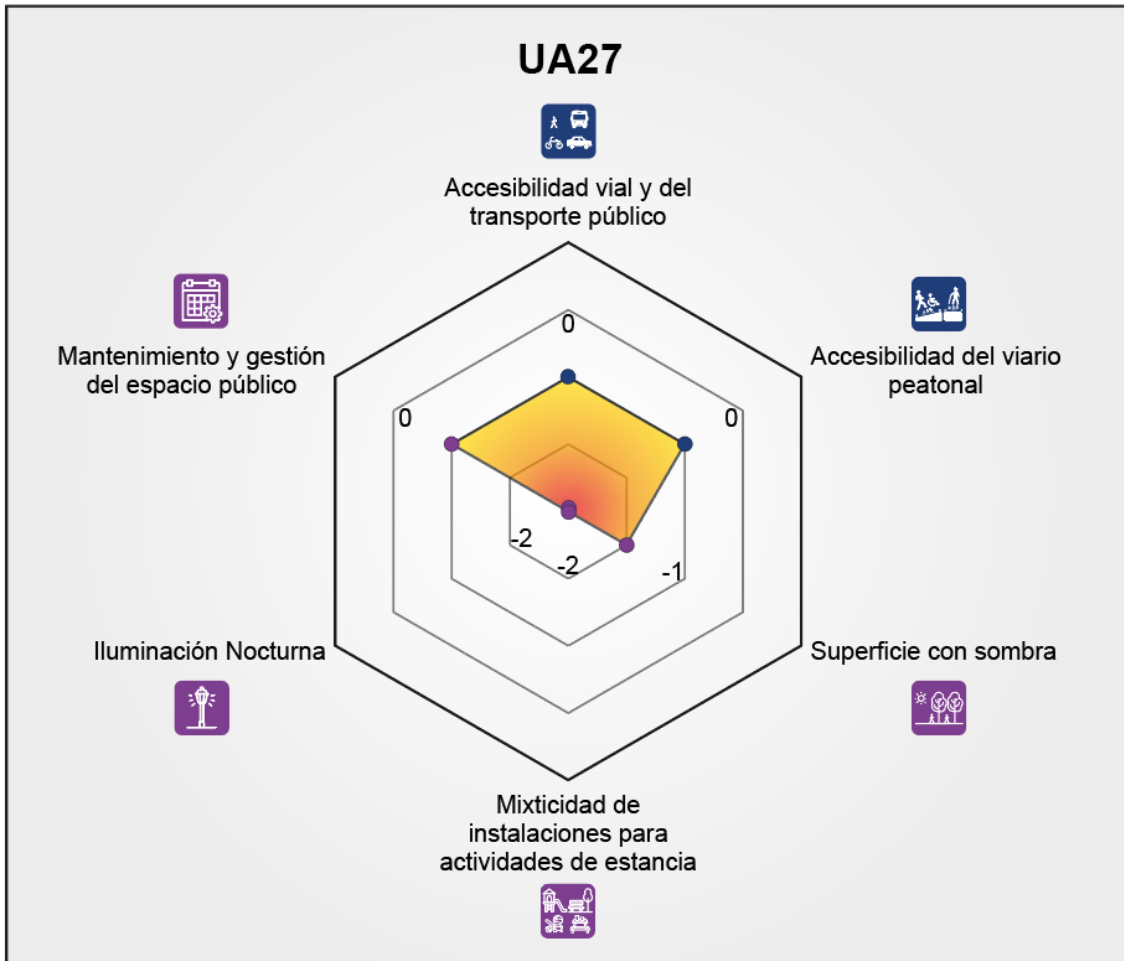 UA27
Accesibilidad vial y del
transporte público
Mantenimiento y gestión
del espacio público
Accesibilidad del viario
peatonal
0
0
0
-2
-2
-1
Iluminación Nocturna
Superficie con sombra
Mixticidad de
instalaciones para
actividades de estancia